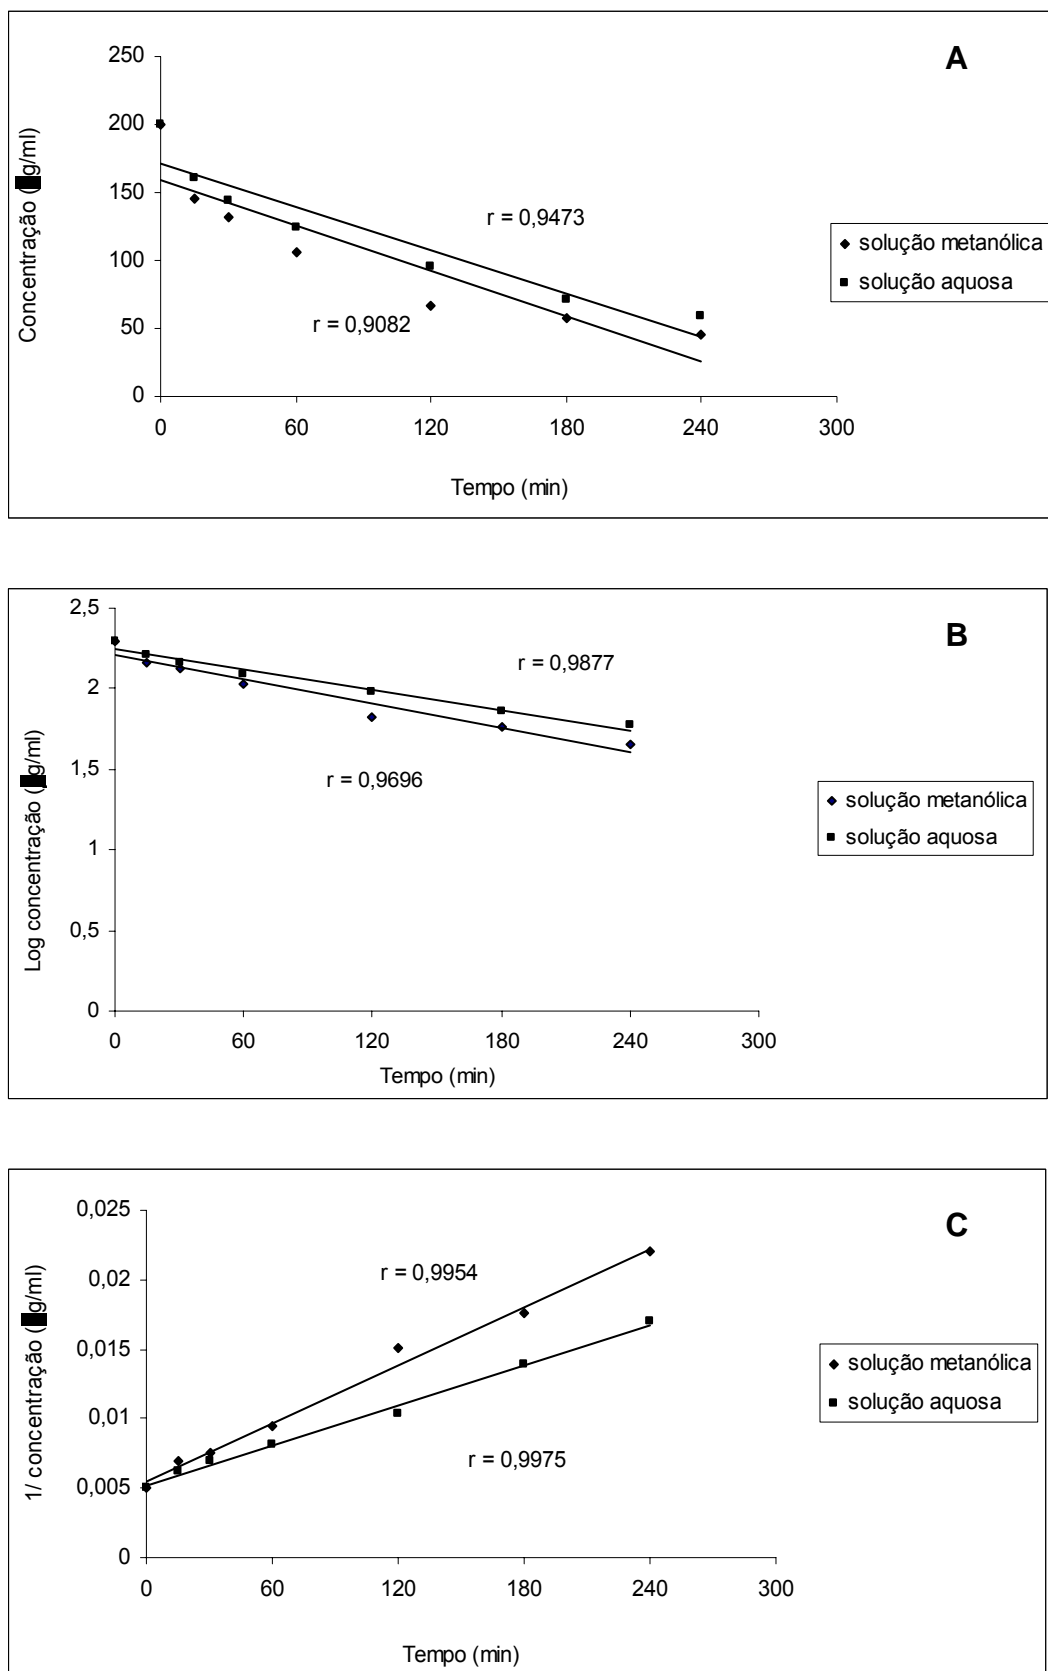 A
250
200
150
100
50
0
0 60 120 180 240 300
Concentração ( g/ml)
Tempo (min)
r = 0,9473
r = 0,9082
solução metanólica
solução aquosa
B
2,5
2
1,5
1
0,5
0
0 60 120 180 240 300
Log concentração ( g/ml)
Tempo (min)
r = 0,9877
r = 0,9696
solução metanólica
solução aquosa
C
0,025
0,02
0,015
0,01
0,005
0
0 60 120 180 240 300
1/ concentração ( g/ml)
Tempo (min)
r = 0,9954
r = 0,9975
solução metanólica
solução aquosa